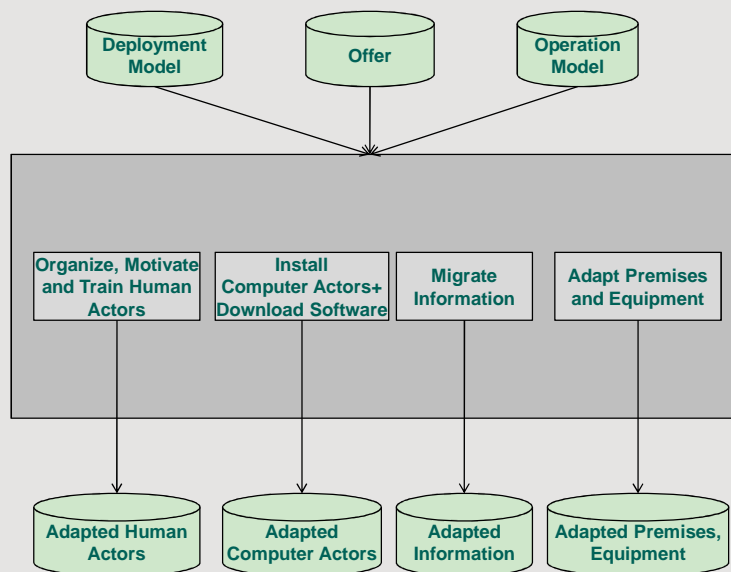 Deployment
Model
Offer
Operation
Model
Organize, Motivate
and Train Human
Actors
Install
Computer Actors+
Download Software
Migrate
Information
Adapt Premises
and Equipment
Adapted Human
Actors
Adapted
Computer Actors
Adapted
Information
Adapted Premises,
Equipment